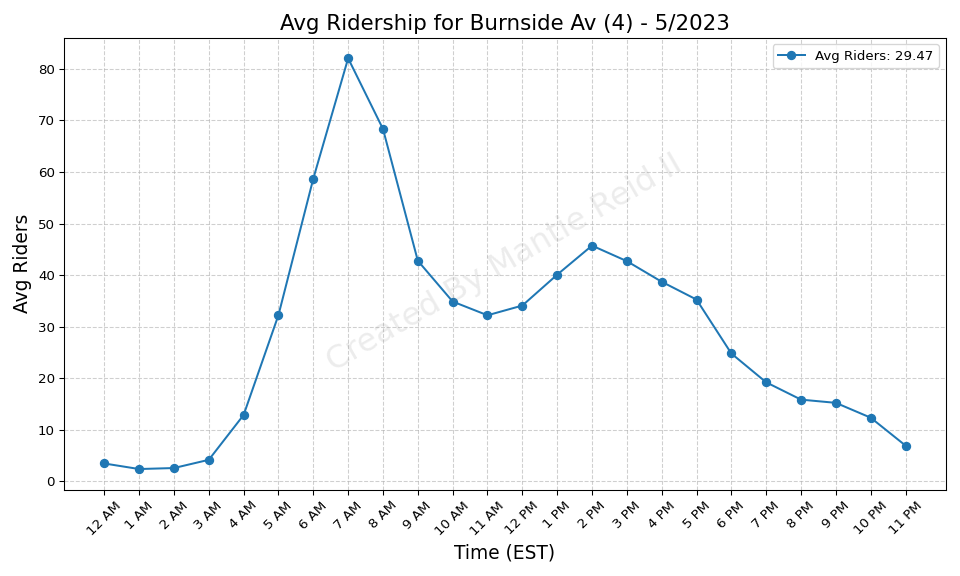 Avg Ridership for Burnside Av (4) - 5/2023
Avg Riders: 29.47
80
70
60
50
40
30
20
10
0
Avg Riders
Created By Mantie Reid II
12 AM
1 AM
2 AM
3 AM
4 AM
5 AM
6 AM
7 AM
8 AM
9 AM
10 AM
11 AM
12 PM
1 PM
2 PM
3 PM
4 PM
5 PM
6 PM
7 PM
8 PM
9 PM
10 PM
11 PM
Time (EST)